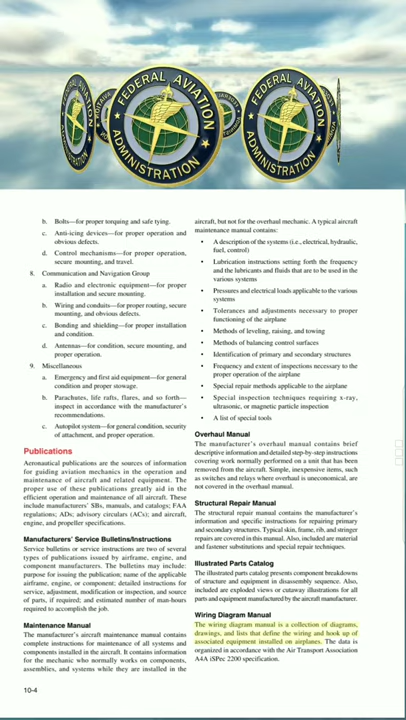 FEDERAL AVIATION
ADMINISTRATION
FEDERAL AVIATION
ADMINISTRATION
b. Bolts—for proper torquing and safe tying.
c. Anti-icing devices—for proper operation and
obvious defects.
d. Control mechanisms—for proper operation,
secure mounting, and travel.
8. Communication and Navigation Group
a. Radio and electronic equipment—for proper
installation and secure mounting.
b. Wiring and conduits—for proper routing, secure
mounting, and obvious defects.
c. Bonding and shielding—for proper installation
and condition.
d. Antennas—for condition, secure mounting, and
proper operation.
9. Miscellaneous
a. Emergency and first aid equipment—for general
condition and proper stowage.
b. Parachutes, life rafts, flares, and so forth—
inspect in accordance with the manufacturer's
recommendations.
c. Autopilot system—for general condition, security
of attachment, and proper operation.
Publications
Aeronautical publications are the sources of information
for guiding aviation mechanics in the operation and
maintenance of aircraft and related equipment. The
proper use of these publications greatly aid in the
efficient operation and maintenance of all aircraft. These
include manufacturers' SBs, manuals, and catalogs; FAA
regulations; ADs; advisory circulars (ACs); and aircraft,
engine, and propeller specifications.
Manufacturers' Service Bulletins/Instructions
Service bulletins or service instructions are two of several
types of publications issued by airframe, engine, and
component manufacturers. The bulletins may include:
purpose for issuing the publication; name of the applicable
airframe, engine, or component; detailed instructions for
service, adjustment, modification or inspection, and source
of parts, if required; and estimated number of man-hours
required to accomplish the job.
Maintenance Manual
The manufacturer's aircraft maintenance manual contains
complete instructions for maintenance of all systems and
components installed in the aircraft. It contains information
for the mechanic who normally works on components,
assemblies, and systems while they are installed in the
aircraft, but not for the overhaul mechanic. A typical aircraft
maintenance manual contains:
• A description of the systems (i.e., electrical, hydraulic,
fuel, control)
• Lubrication instructions setting forth the frequency
and the lubricants and fluids that are to be used in the
various systems
• Pressures and electrical loads applicable to the various
systems
• Tolerances and adjustments necessary to proper
functioning of the airplane
• Methods of leveling, raising, and towing
• Methods of balancing control surfaces
• Identification of primary and secondary structures
• Frequency and extent of inspections necessary to the
proper operation of the airplane
• Special repair methods applicable to the airplane
• Special inspection techniques requiring x-ray,
ultrasonic, or magnetic particle inspection
• A list of special tools
Overhaul Manual
The manufacturer's overhaul manual contains brief
descriptive information and detailed step-by-step instructions
covering work normally performed on a unit that has been
removed from the aircraft. Simple, inexpensive items, such
as switches and relays where overhaul is uneconomical, are
not covered in the overhaul manual.
Structural Repair Manual
The structural repair manual contains the manufacturer's
information and specific instructions for repairing primary
and secondary structures. Typical skin, frame, rib, and stringer
repairs are covered in this manual. Also, included are material
and fastener substitutions and special repair techniques.
Illustrated Parts Catalog
The illustrated parts catalog presents component breakdowns
of structure and equipment in disassembly sequence. Also,
included are exploded views or cutaway illustrations for all
parts and equipment manufactured by the aircraft manufacturer.
Wiring Diagram Manual
The wiring diagram manual is a collection of diagrams,
drawings, and lists that define the wiring and hook up of
associated equipment installed on airplanes. The data is
organized in accordance with the Air Transport Association
A4A iSPec 2200 specification.
10-4